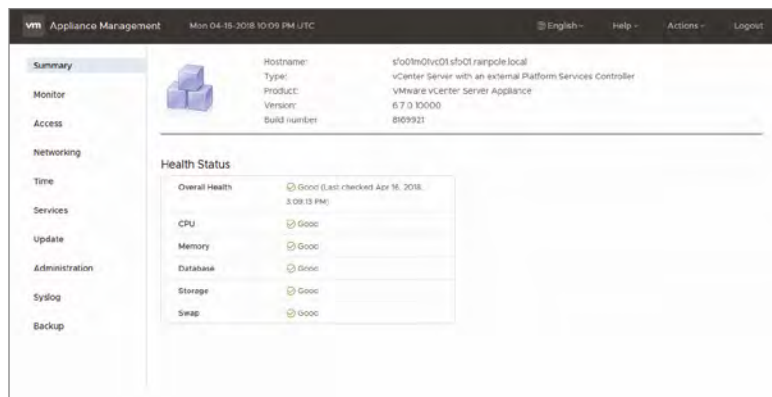 vm Appliance Management Mon 04-16-2018 10:09 PM UTC English Help Actions Logout
Summary
Monitor
Access
Networking
Time
Services
Update
Administration
Syslog
Backup
Hostname: sfo01m01vc01.sfo01.rainpole.local
Type: vCenter Server with an external Platform Services Controller
Product: VMware vCenter Server Appliance
Version: 6.7.0.10000
Build number 8169921
Health Status
Overall Health Good (Last checked Apr 16, 2018,
3:09:13 PM)
CPU Good
Memory Good
Database Good
Storage Good
Swap Good